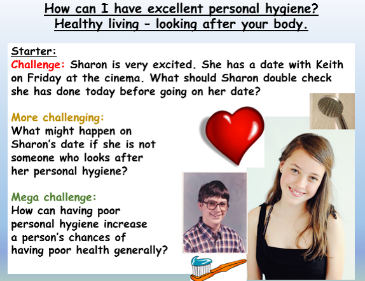 How can I have excellent personal hygiene?
Healthy living – looking after your body.
Starter:
Challenge: Sharon is very excited. She has a date with Keith
on Friday at the cinema. What should Sharon double check
she has done today before going on her date?
More challenging:
What might happen on
Sharon's date if she is not
someone who looks after
her personal hygiene?
Mega challenge:
How can having poor
personal hygiene increase
a person's chances of
having poor health generally?